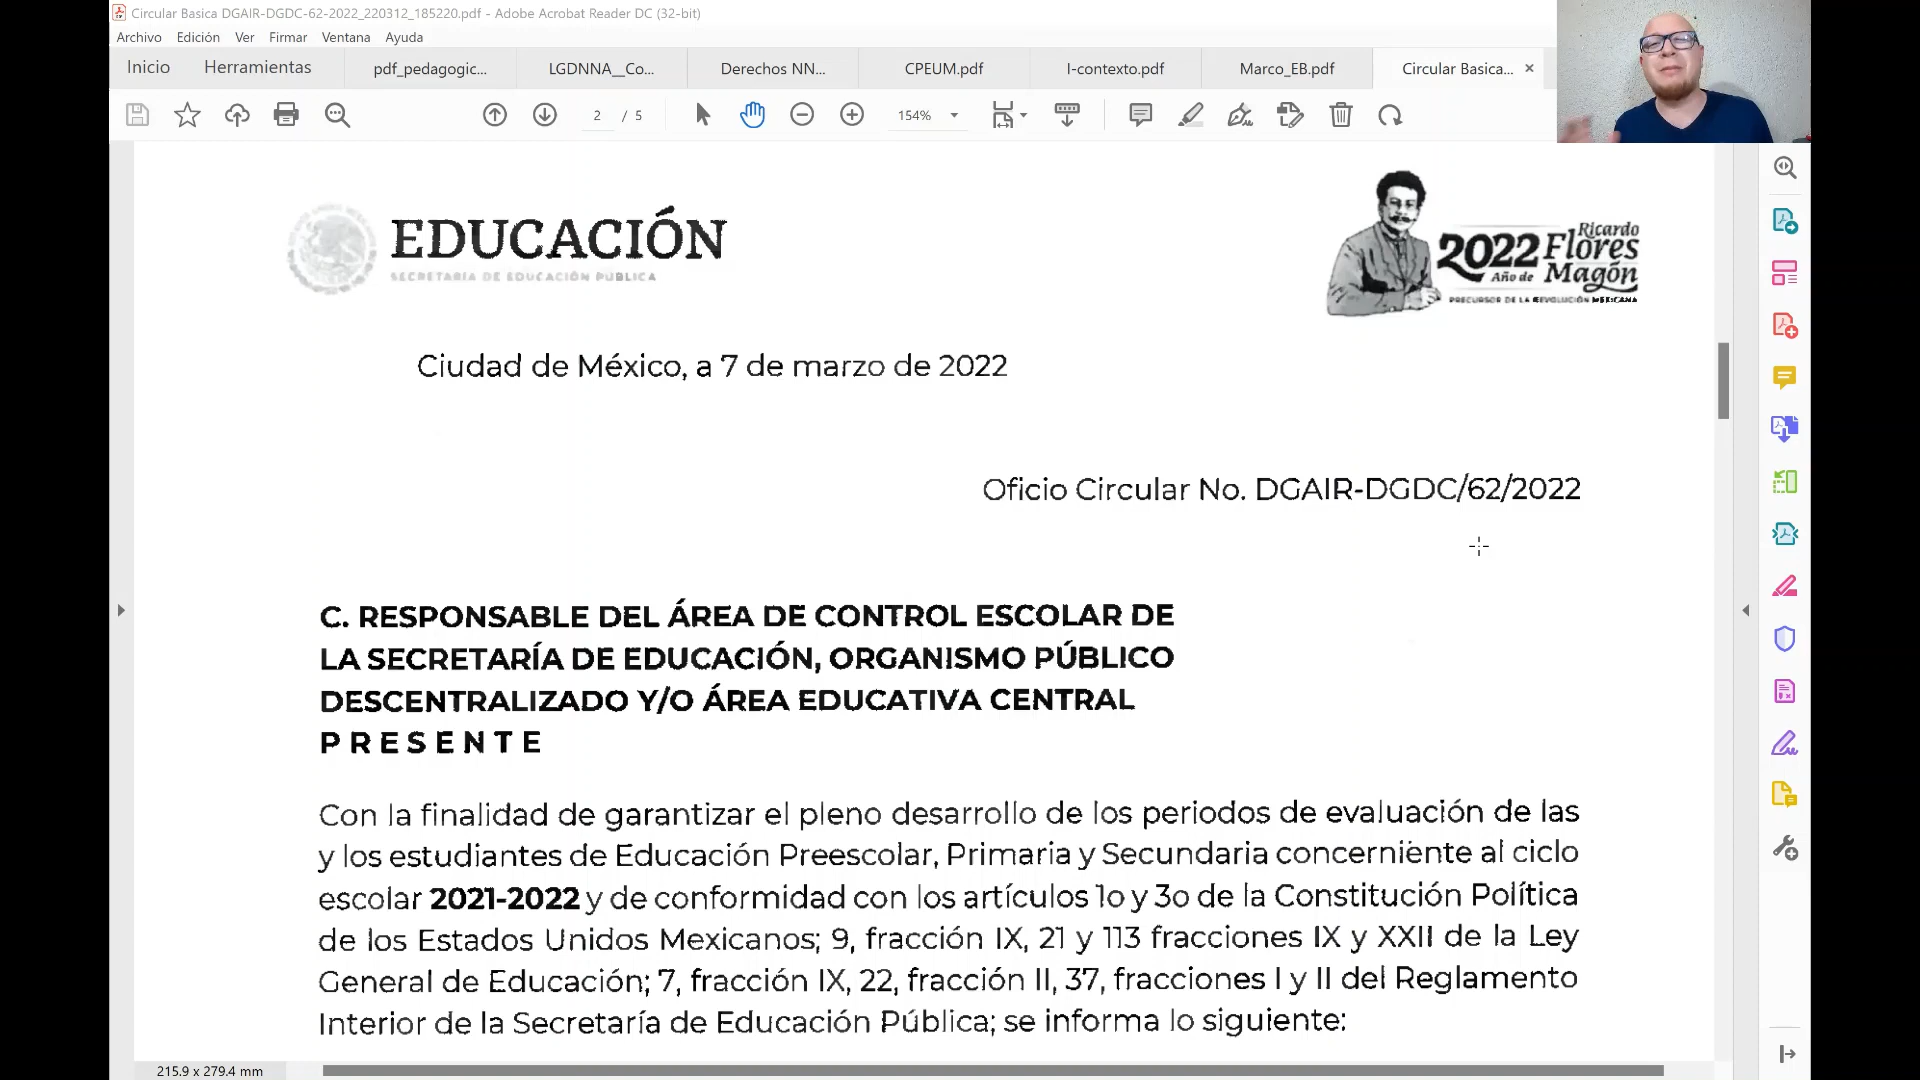 Circular Basica DGAIR-DGDC-62-2022_220312_185220.pdf - Adobe Acrobat Reader DC (32-bit)
Archivo Edición Ver Firmar Ventana Ayuda
Inicio Herramientas pdf_pedagogic... LGDNNA__Co... Derechos NN... CPEUM.pdf I-contexto.pdf Marco_EB.pdf Circular Basica... ×
2 / 5 154%
EDUCACIÓN
SECRETARÍA DE EDUCACIÓN PÚBLICA
2022 Ricardo
Flores
Año de Magón
PRECURSOR DE LA REVOLUCIÓN MEXICANA
Ciudad de México, a 7 de marzo de 2022
Oficio Circular No. DGAIR-DGDC/62/2022
C. RESPONSABLE DEL ÁREA DE CONTROL ESCOLAR DE
LA SECRETARÍA DE EDUCACIÓN, ORGANISMO PÚBLICO
DESCENTRALIZADO Y/O ÁREA EDUCATIVA CENTRAL
P R E S E N T E
Con la finalidad de garantizar el pleno desarrollo de los periodos de evaluación de las
y los estudiantes de Educación Preescolar, Primaria y Secundaria concerniente al ciclo
escolar 2021-2022 y de conformidad con los artículos 1o y 3o de la Constitución Política
de los Estados Unidos Mexicanos; 9, fracción IX, 21 y 113 fracciones IX y XXII de la Ley
General de Educación; 7, fracción IX, 22, fracción II, 37, fracciones I y II del Reglamento
Interior de la Secretaría de Educación Pública; se informa lo siguiente:
215.9 x 279.4 mm